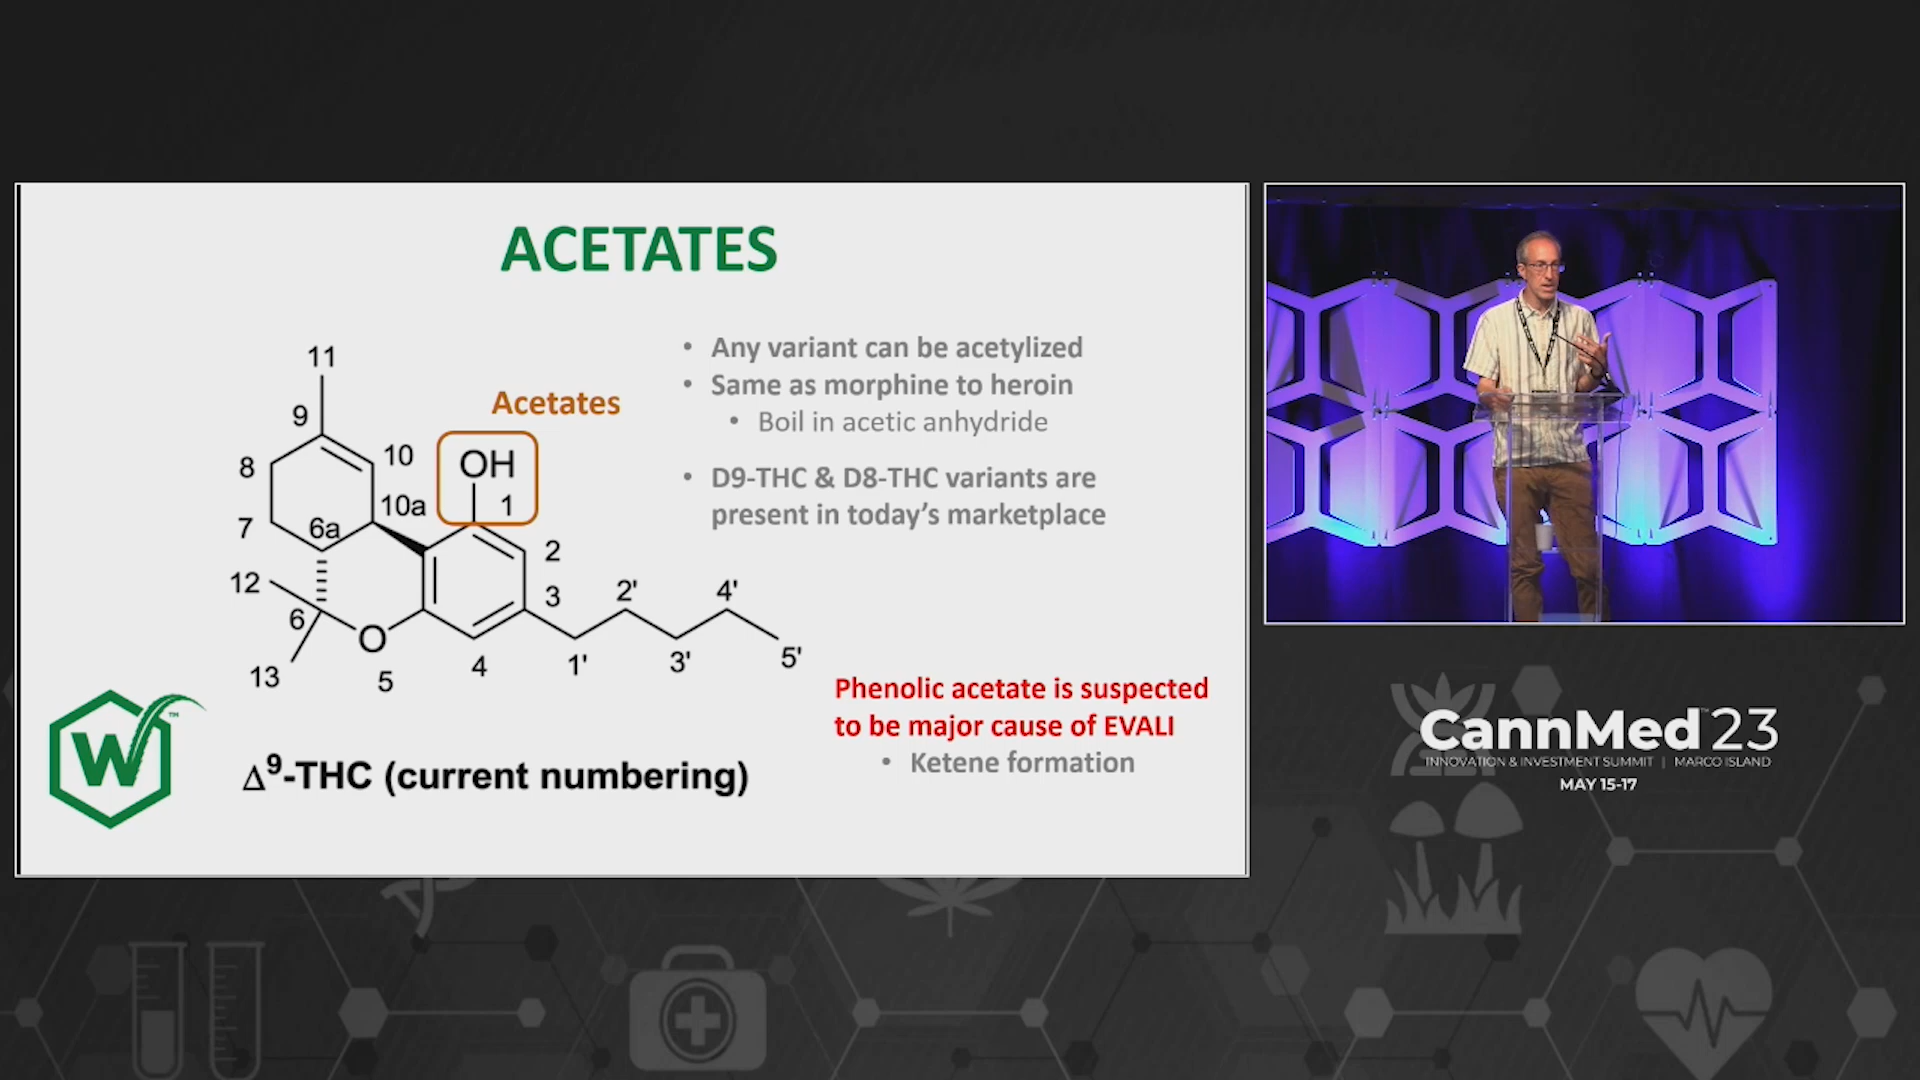 ACETATES
• Any variant can be acetylized
• Same as morphine to heroin
• Boil in acetic anhydride
• D9-THC & D8-THC variants are
present in today's marketplace
Acetates
11
9
8
10
OH
10a
1
7
6a
2
12
3
2'
4'
6
O
13
5
4
1'
3'
5'
Phenolic acetate is suspected
to be major cause of EVALI
• Ketene formation
W
TM
Δ9-THC (current numbering)
CannMed™23
INNOVATION & INVESTMENT SUMMIT | MARCO ISLAND
MAY 15-17